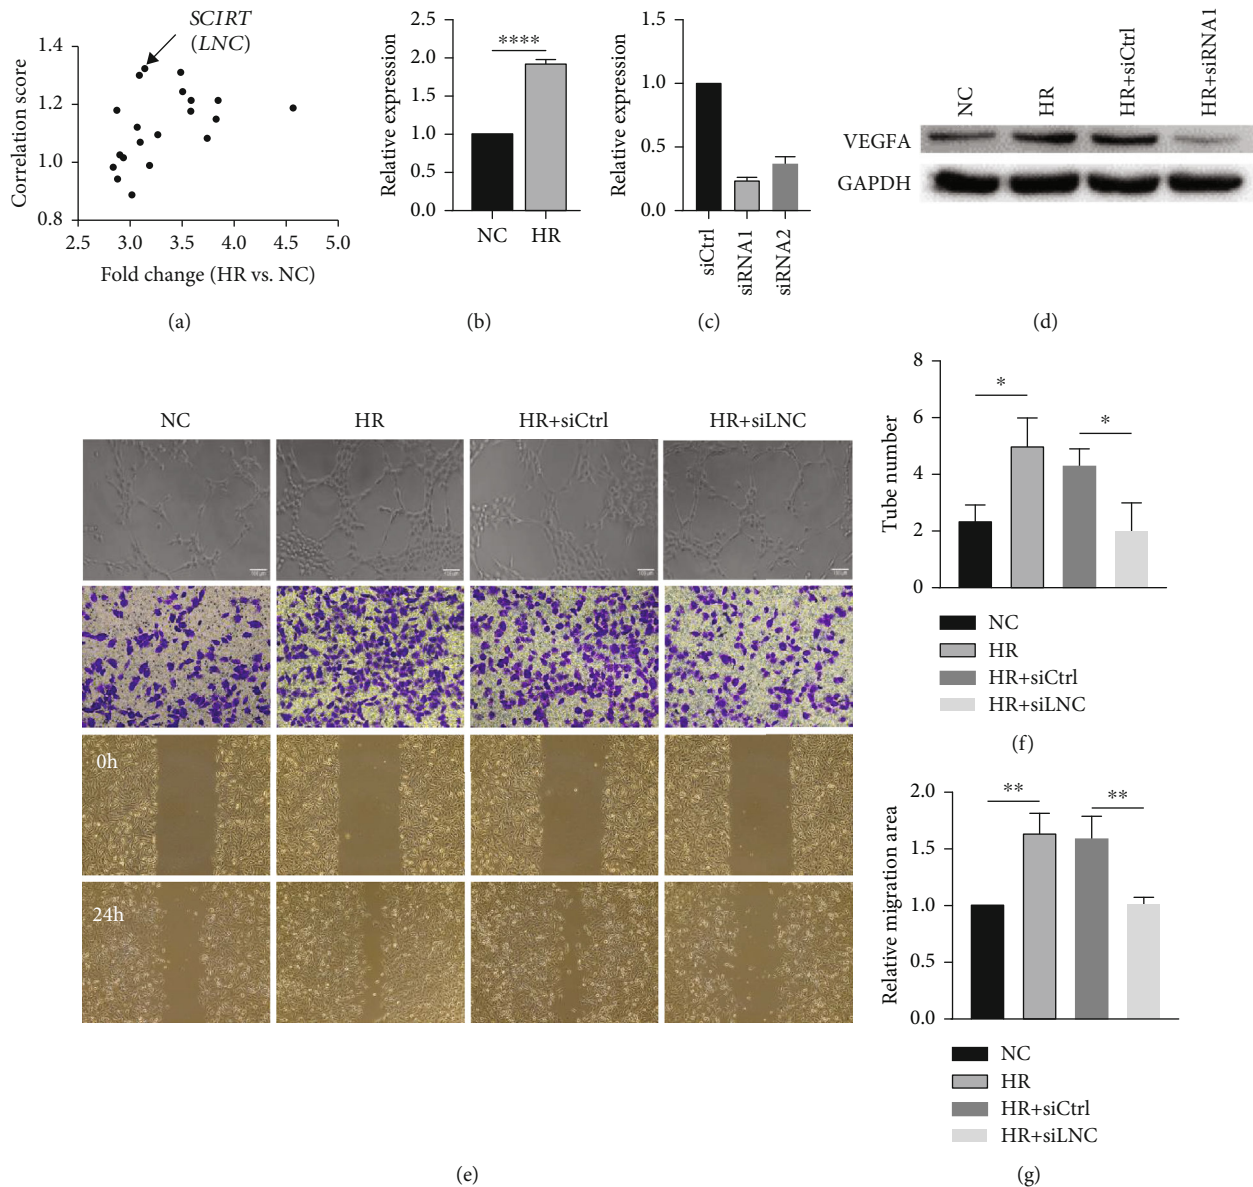 SCIRT
(LNC)
Correlation score
1.4
1.2
1.0
0.8
2.5 3.0 3.5 4.0 4.5 5.0
Fold change (HR vs. NC)
(a)
Relative expression
2.5
2.0
1.5
1.0
0.5
0.0
****
NC HR
(b)
Relative expression
1.5
1.0
0.5
0.0
siCtrl
siRNA1
siRNA2
(c)
NC
HR
HR+siCtrl
HR+siRNA1
VEGFA
GAPDH
(d)
NC HR HR+siCtrl HR+siLNC
0h
24h
(e)
Tube number
8
6
4
2
0
* *
NC
HR
HR+siCtrl
HR+siLNC
(f)
Relative migration area
2.0
1.5
1.0
0.5
0.0
** **
NC
HR
HR+siCtrl
HR+siLNC
(g)